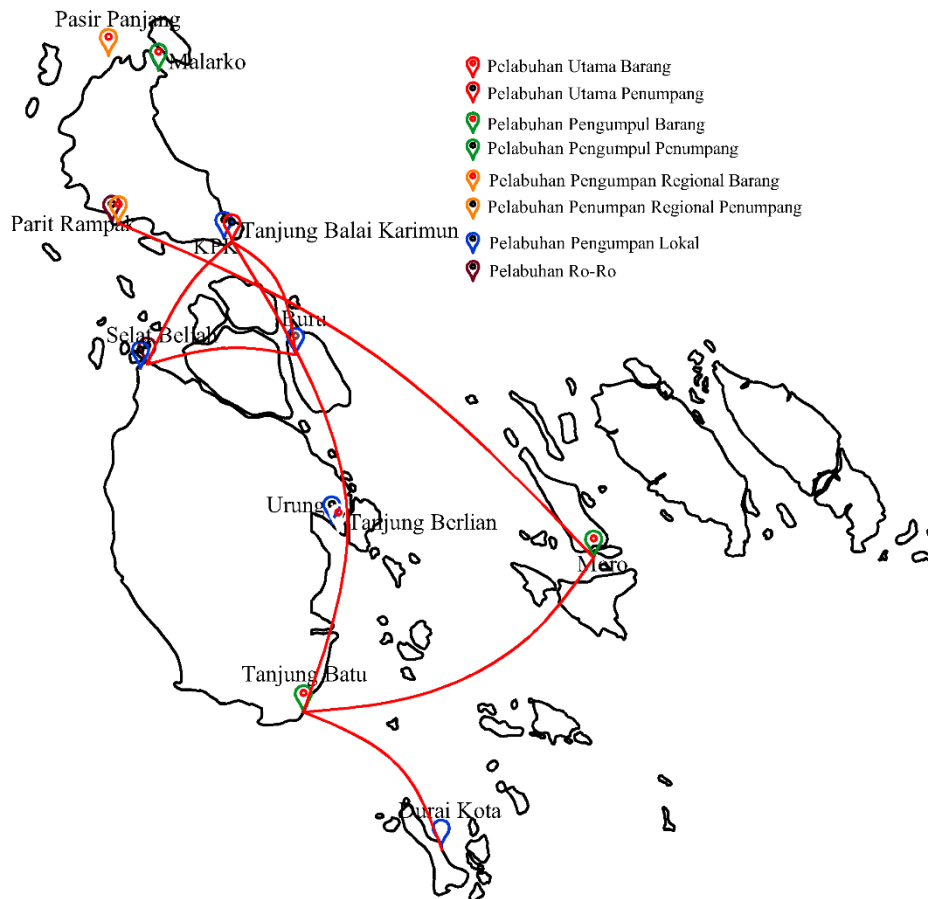 Pasir Panjang
Malarko
Pelabuhan Utama Barang
Pelabuhan Utama Penumpang
Pelabuhan Pengumpul Barang
Pelabuhan Pengumpul Penumpang
Pelabuhan Pengumpan Regional Barang
Pelabuhan Penumpan Regional Penumpang
Pelabuhan Pengumpan Lokal
Pelabuhan Ro-Ro
Parit Rampak
Tanjung Balai Karimun
KPK
Buru
Selat Beliah
Urung
Tanjung Berlian
Moro
Tanjung Batu
Durai Kota